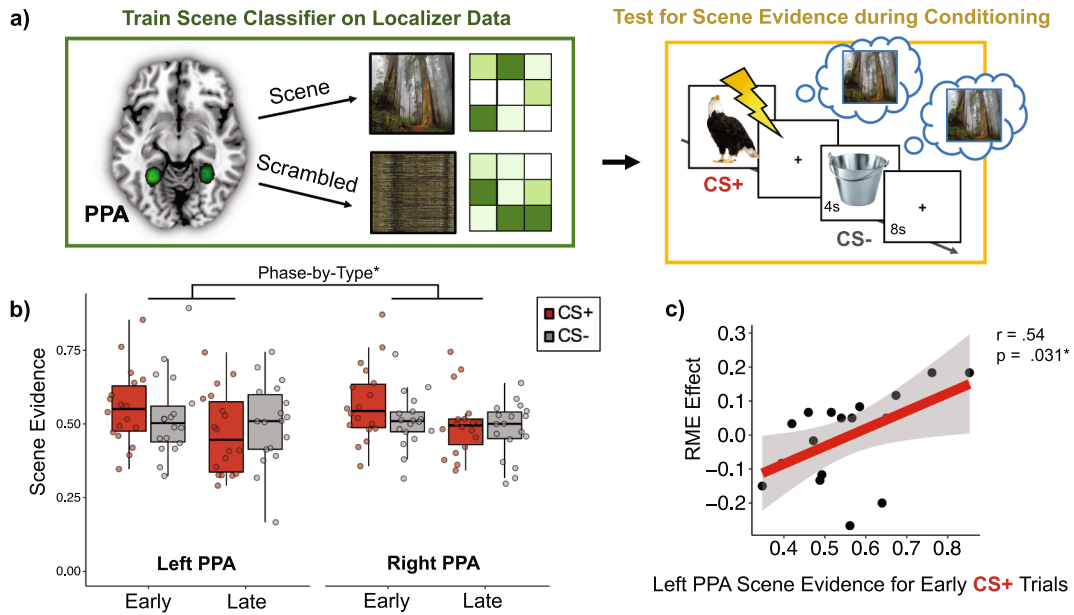 a)
Train Scene Classifier on Localizer Data
Test for Scene Evidence during Conditioning
Scene
Scrambled
PPA
CS+
4s
CS-
8s
b)
Phase-by-Type*
CS+
CS-
Scene Evidence
0.75
0.50
0.25
0.00
Left PPA
Right PPA
Early
Late
Early
Late
c)
r = .54
p = .031*
RME Effect
0.3
0.2
0.1
0.0
−0.1
−0.2
0.4
0.5
0.6
0.7
0.8
Left PPA Scene Evidence for Early CS+ Trials